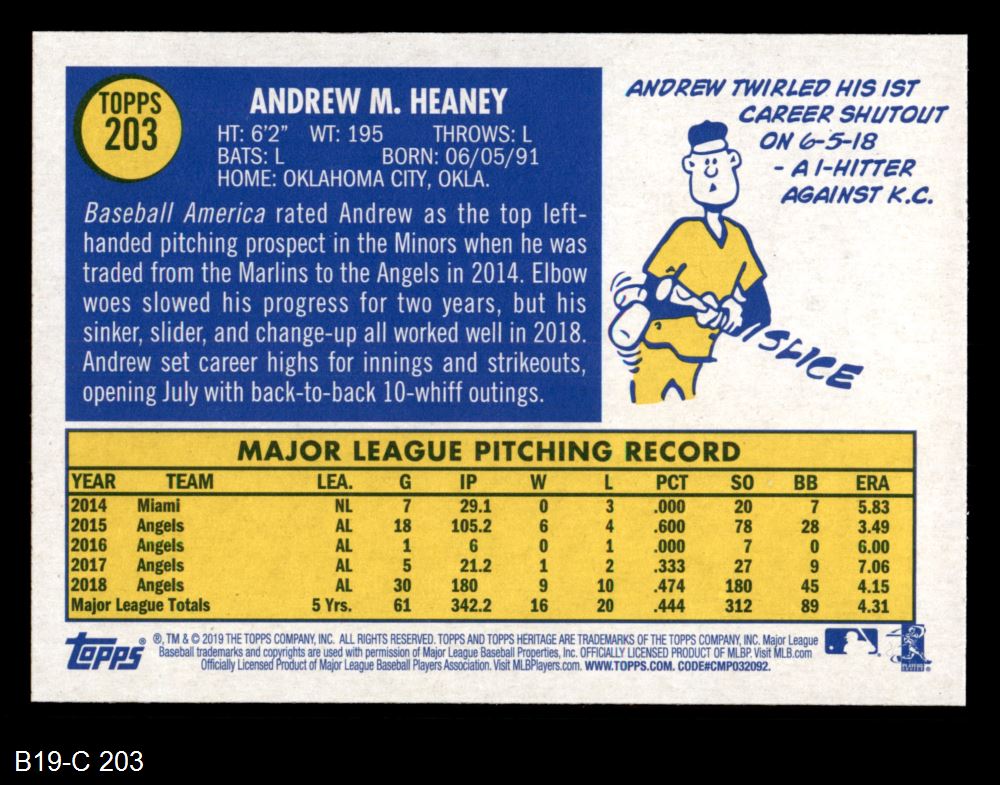 TOPPS
203
ANDREW M. HEANEY
HT: 6'2" WT: 195 THROWS: L
BATS: L BORN: 06/05/91
HOME: OKLAHOMA CITY, OKLA.
Baseball America rated Andrew as the top left-
handed pitching prospect in the Minors when he was
traded from the Marlins to the Angels in 2014. Elbow
woes slowed his progress for two years, but his
sinker, slider, and change-up all worked well in 2018.
Andrew set career highs for innings and strikeouts,
opening July with back-to-back 10-whiff outings.
ANDREW TWIRLED HIS 1ST
CAREER SHUTOUT
ON 6-5-18
- A 1-HITTER
AGAINST K.C.
SLICE
MAJOR LEAGUE PITCHING RECORD
YEAR TEAM LEA. G IP W L PCT SO BB ERA
2014 Miami NL 7 29.1 0 3 .000 20 7 5.83
2015 Angels AL 18 105.2 6 4 .600 78 28 3.49
2016 Angels AL 1 6 0 1 .000 7 0 6.00
2017 Angels AL 5 21.2 1 2 .333 27 9 7.06
2018 Angels AL 30 180 9 10 .474 180 45 4.15
Major League Totals 5 Yrs. 61 342.2 16 20 .444 312 89 4.31
TOPPS
®, TM & © 2019 THE TOPPS COMPANY, INC. ALL RIGHTS RESERVED. TOPPS AND TOPPS HERITAGE ARE TRADEMARKS OF THE TOPPS COMPANY, INC. Major League
Baseball trademarks and copyrights are used with permission of Major League Baseball Properties, Inc. OFFICIALLY LICENSED PRODUCT OF MLBP. Visit MLB.com
Officially Licensed Product of Major League Baseball Players Association. Visit MLBPlayers.com. WWW.TOPPS.COM. CODE#CMP032092.
B19-C 203